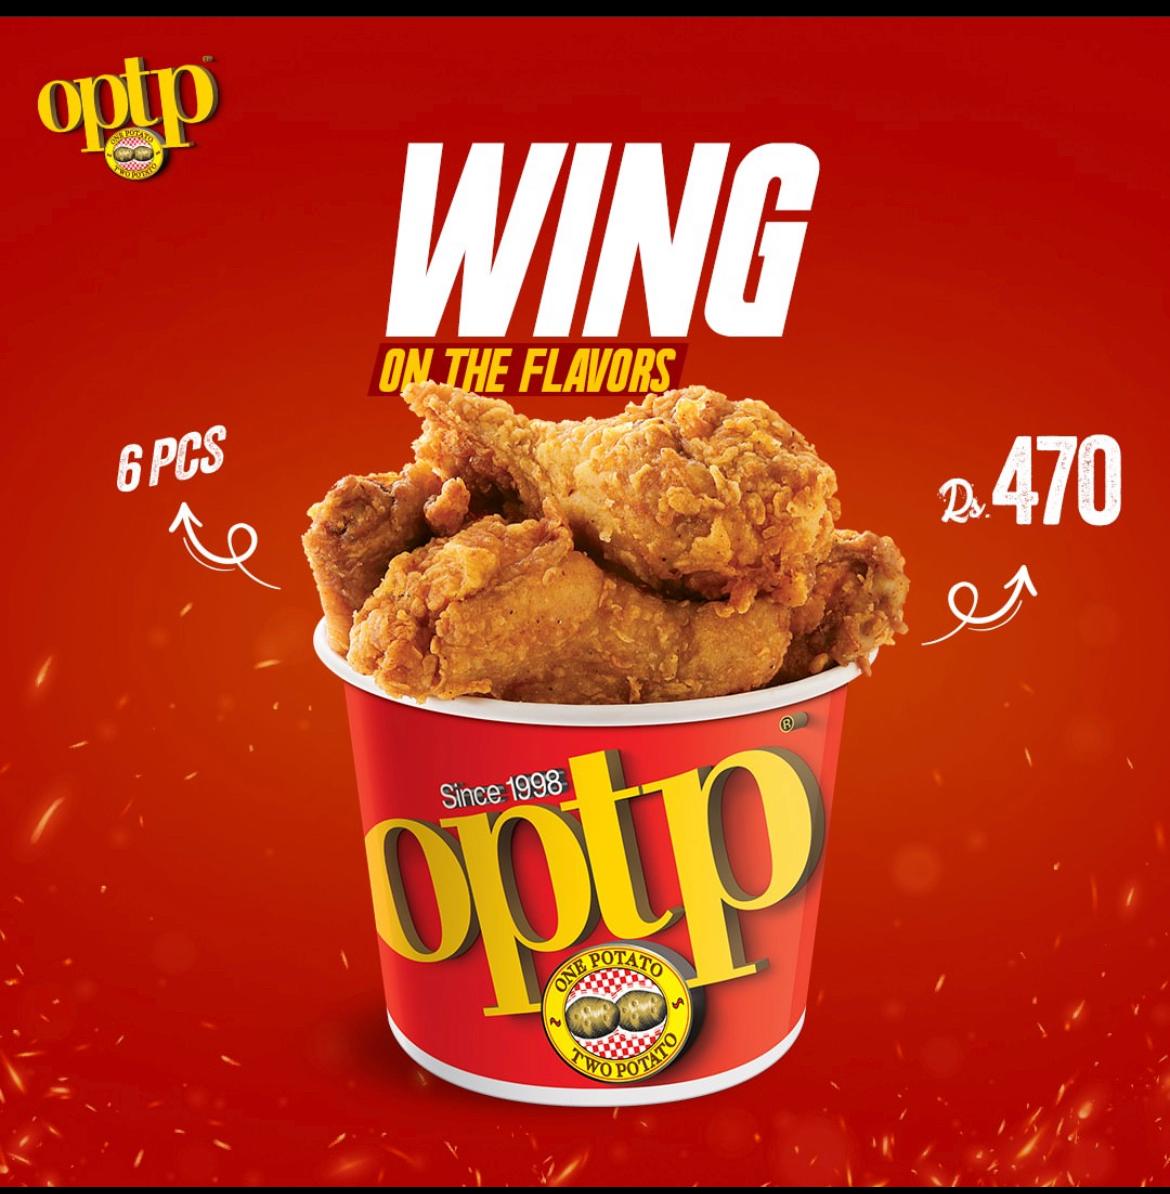 optp
ONE POTATO
TWO POTATO
WING
ON THE FLAVORS
6 PCS
Rs.470
®
Since 1998
optp
ONE POTATO
TWO POTATO